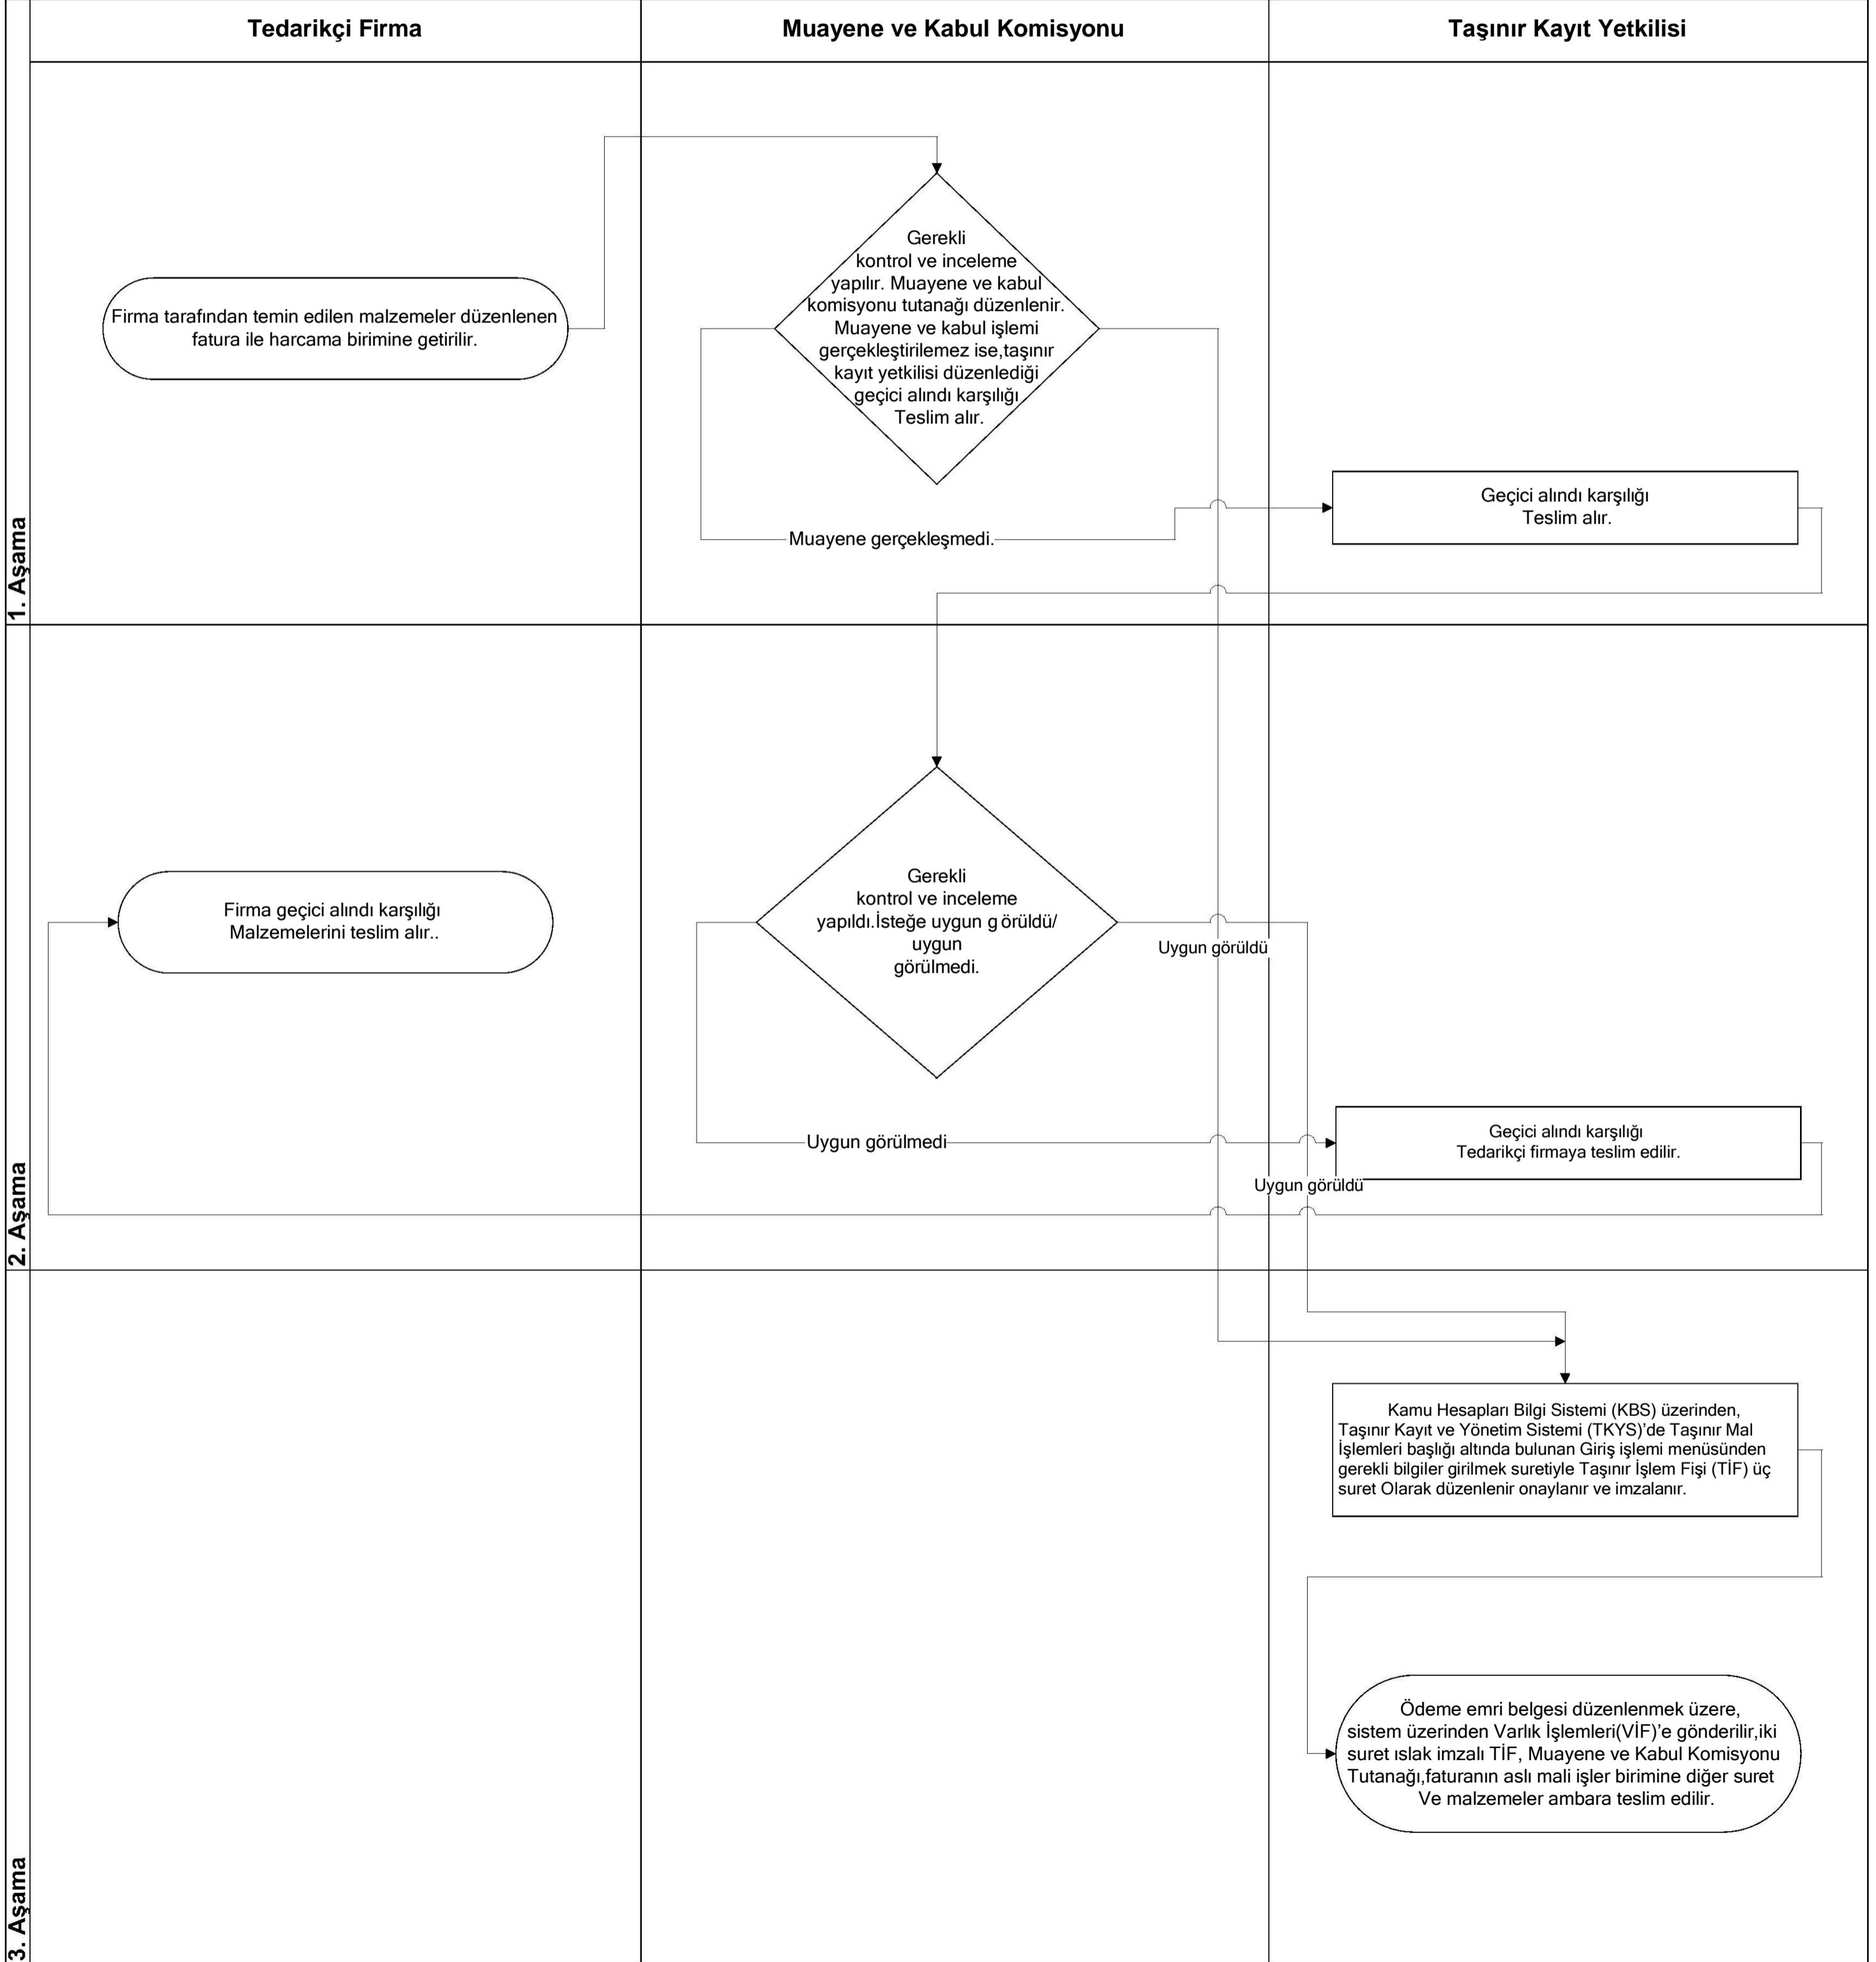 Tedarikçi Firma
Muayene ve Kabul Komisyonu
Taşınır Kayıt Yetkilisi
1. Aşama
Firma tarafından temin edilen malzemeler düzenlenen
fatura ile harcama birimine getirilir.
Gerekli
kontrol ve inceleme
yapılır. Muayene ve kabul
komisyonu tutanağı düzenlenir.
Muayene ve kabul işlemi
gerçekleştirilemez ise,taşınır
kayıt yetkilisi düzenlediği
geçici alındı karşılığı
Teslim alır.
Muayene gerçekleşmedi.
Geçici alındı karşılığı
Teslim alır.
2. Aşama
Firma geçici alındı karşılığı
Malzemelerini teslim alır..
Gerekli
kontrol ve inceleme
yapıldı.İsteğe uygun g örüldü/
uygun
görülmedi.
Uygun görüldü
Uygun görülmedi
Geçici alındı karşılığı
Tedarikçi firmaya teslim edilir.
Uygun görüldü
3. Aşama
Kamu Hesapları Bilgi Sistemi (KBS) üzerinden,
Taşınır Kayıt ve Yönetim Sistemi (TKYS)’de Taşınır Mal
İşlemleri başlığı altında bulunan Giriş işlemi menüsünden
gerekli bilgiler girilmek suretiyle Taşınır İşlem Fişi (TİF) üç
suret Olarak düzenlenir onaylanır ve imzalanır.
Ödeme emri belgesi düzenlenmek üzere,
sistem üzerinden Varlık İşlemleri(VİF)’e gönderilir,iki
suret ıslak imzalı TİF, Muayene ve Kabul Komisyonu
Tutanağı,faturanın aslı mali işler birimine diğer suret
Ve malzemeler ambara teslim edilir.